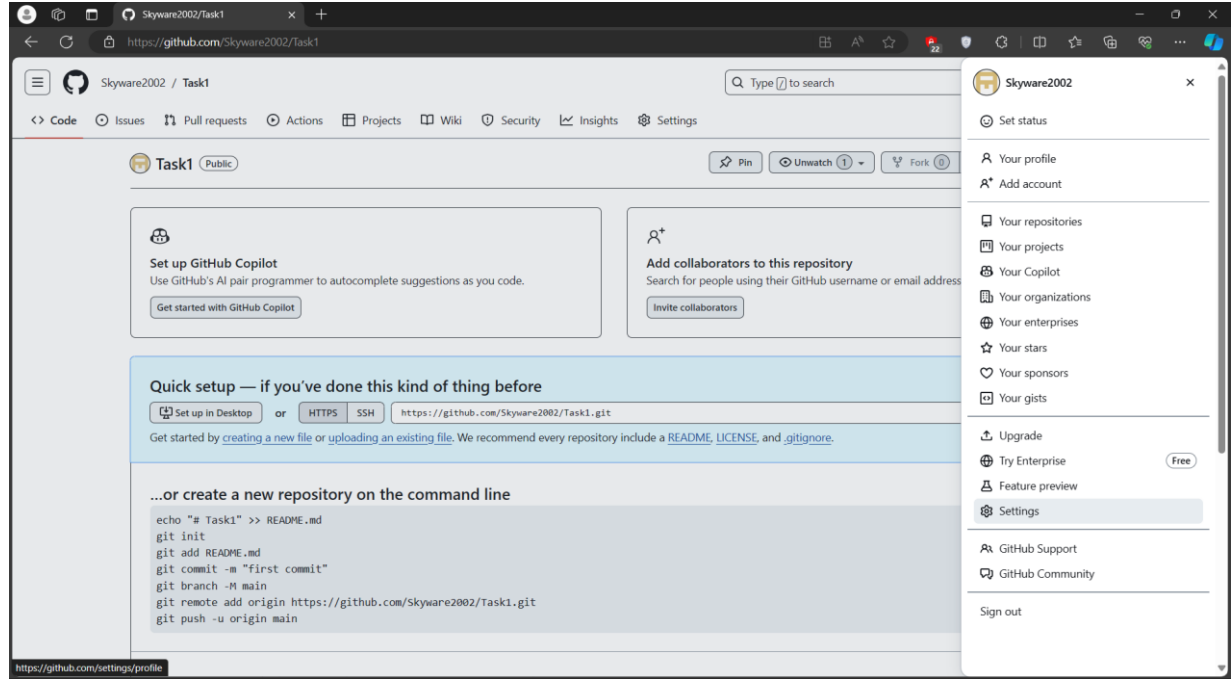 Skyware2002/Task1
https://github.com/Skyware2002/Task1
22
Skyware2002 / Task1
Type / to search
Code Issues Pull requests Actions Projects Wiki Security Insights Settings
Task1 Public
Pin Unwatch 1 Fork 0
Set up GitHub Copilot
Use GitHub's AI pair programmer to autocomplete suggestions as you code.
Get started with GitHub Copilot
Add collaborators to this repository
Search for people using their GitHub username or email address
Invite collaborators
Quick setup — if you've done this kind of thing before
Set up in Desktop or HTTPS SSH https://github.com/Skyware2002/Task1.git
Get started by creating a new file or uploading an existing file. We recommend every repository include a README, LICENSE, and .gitignore.
...or create a new repository on the command line
echo "# Task1" >> README.md
git init
git add README.md
git commit -m "first commit"
git branch -M main
git remote add origin https://github.com/Skyware2002/Task1.git
git push -u origin main
Skyware2002
Set status
Your profile
Add account
Your repositories
Your projects
Your Copilot
Your organizations
Your enterprises
Your stars
Your sponsors
Your gists
Upgrade
Try Enterprise Free
Feature preview
Settings
GitHub Support
GitHub Community
Sign out
https://github.com/settings/profile